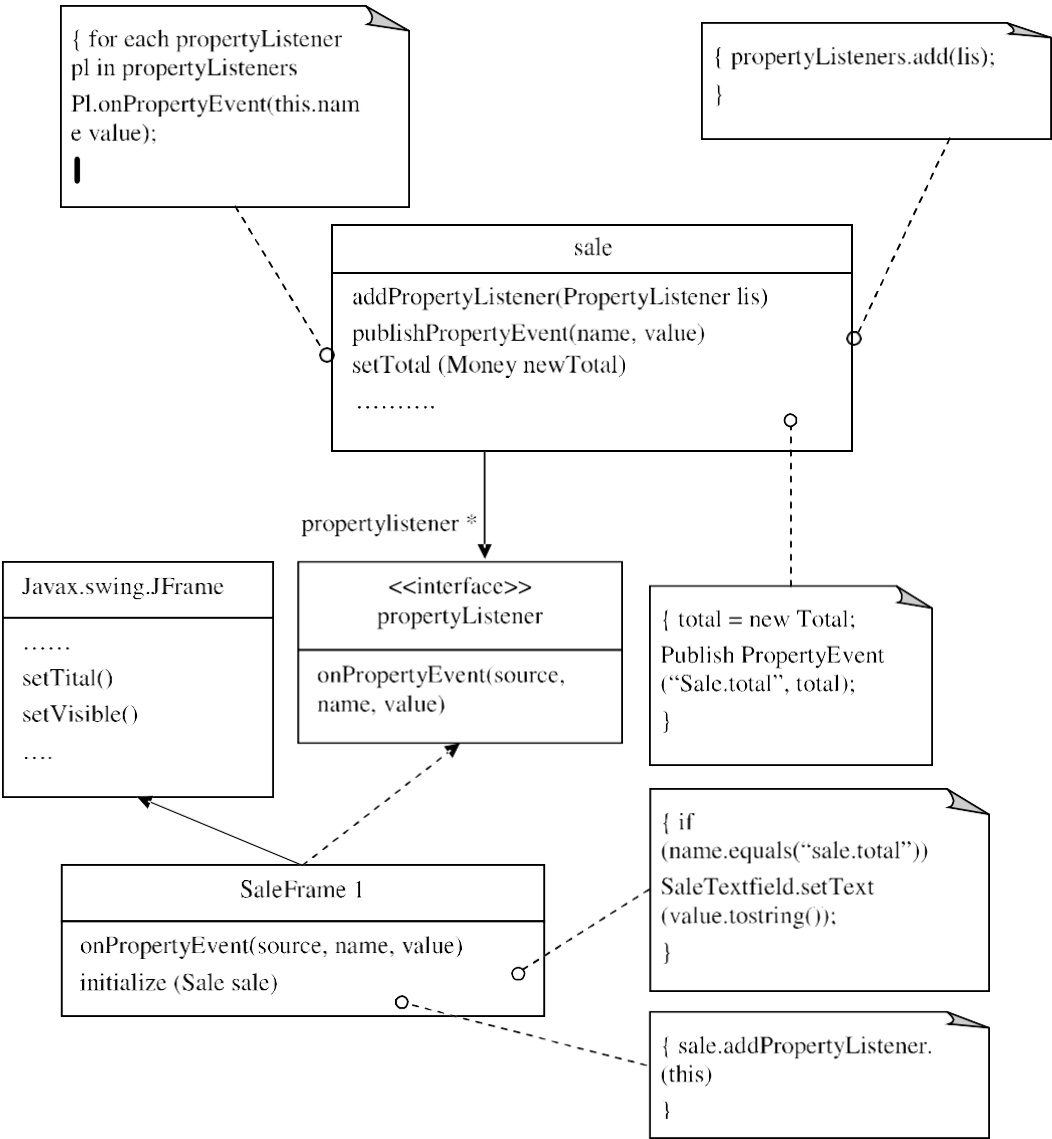 { for each propertyListener
pl in propertyListeners
Pl.onPropertyEvent(this.nam
e value);
{ propertyListeners.add(lis);
}
sale
addPropertyListener(PropertyListener lis)
publishPropertyEvent(name, value)
setTotal (Money newTotal)
……….
propertylistener *
Javax.swing.JFrame
……
setTital()
setVisible()
….
<<interface>>
propertyListener
onPropertyEvent(source,
name, value)
{ total = new Total;
Publish PropertyEvent
(“Sale.total”, total);
}
{ if
(name.equals(“sale.total”))
SaleTextfield.setText
(value.tostring());
}
SaleFrame 1
onPropertyEvent(source, name, value)
initialize (Sale sale)
{ sale.addPropertyListener.
(this)
}